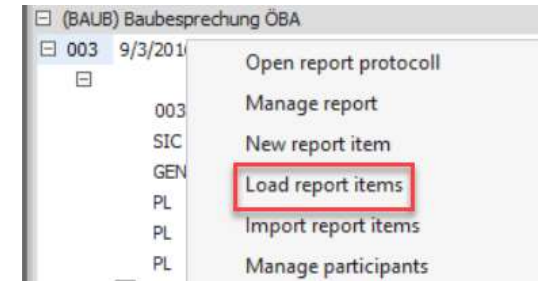 (BAUB) Baubesprechung ÖBA
003 9/3/201
Open report protocoll
003
Manage report
SIC
New report item
GEN
Load report items
PL
Import report items
PL
Manage participants
PL